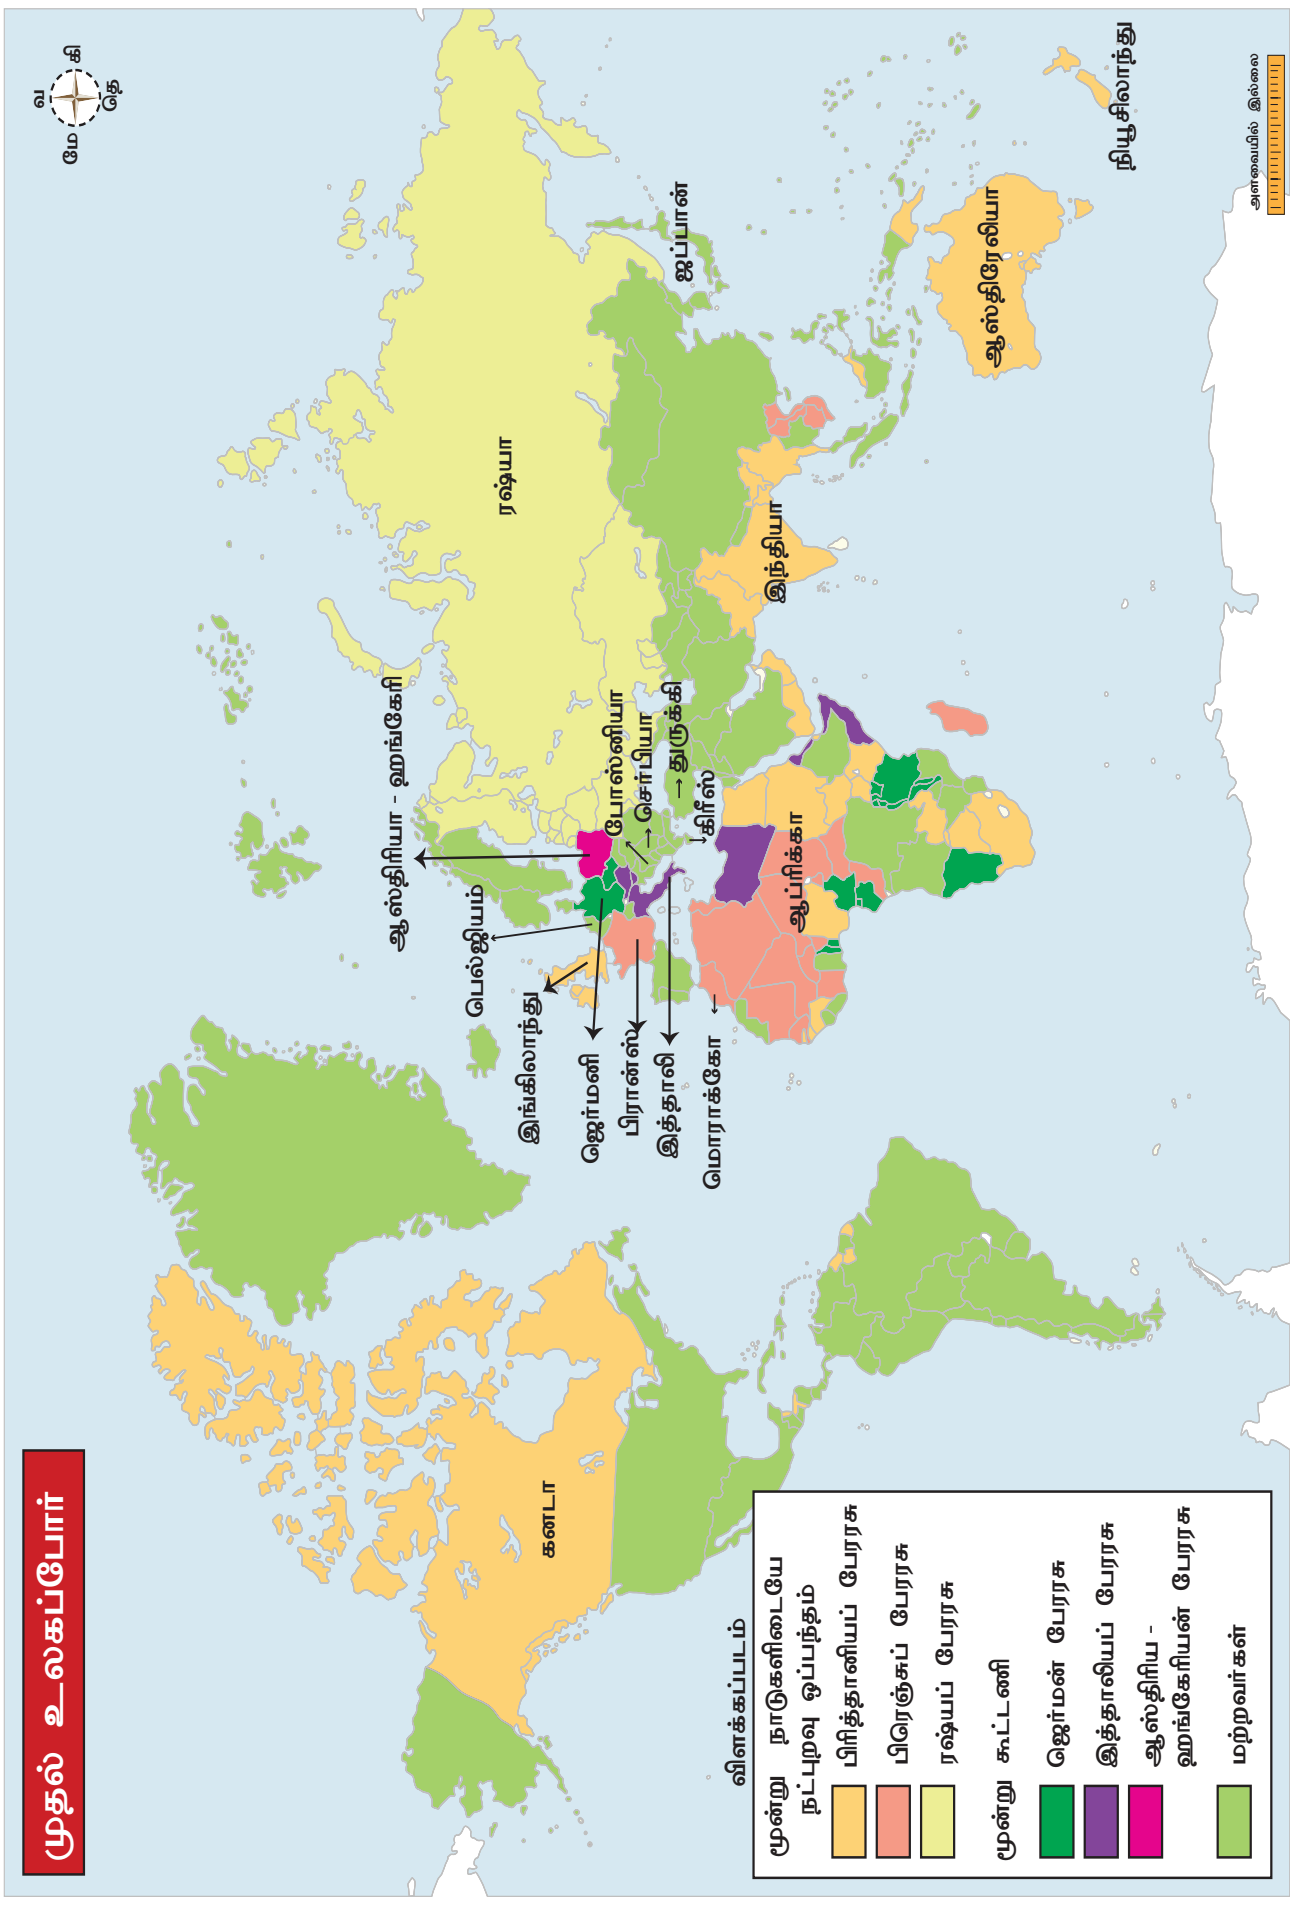 முதல் உலகப்போர்
வ
மே
கி
தெ
ரஷ்யா
ஜப்பான்
ஆஸ்திரியா - ஹங்கேரி
பெல்ஜியம்
இங்கிலாந்து
ஜெர்மனி
பிரான்ஸ்
இத்தாலி
மொராக்கோ
போஸ்னியா
செர்பியா
துருக்கி
கிரீஸ்
இந்தியா
ஆப்ரிக்கா
ஆஸ்திரேலியா
நியூசிலாந்து
கனடா
விளக்கப்படம்
மூன்று நாடுகளிடையே
நட்புறவு ஒப்பந்தம்
பிரித்தானியப் பேரரசு
பிரெஞ்சுப் பேரரசு
ரஷ்யப் பேரரசு
மூன்று கூட்டணி
ஜெர்மன் பேரரசு
இத்தாலியப் பேரரசு
ஆஸ்திரிய -
ஹங்கேரியன் பேரரசு
மற்றவர்கள்
அளவையில் இல்லை